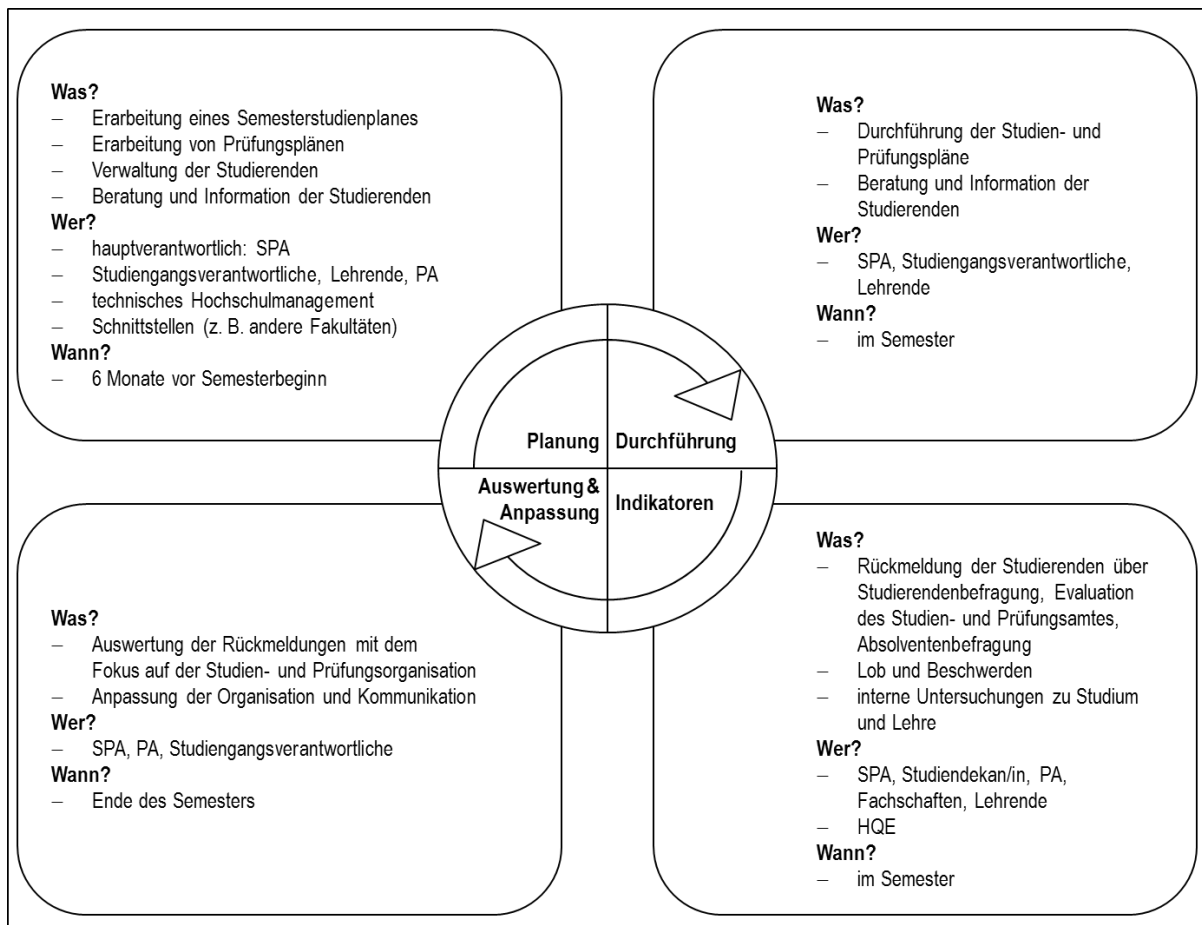 Was?
– Erarbeitung eines Semesterstudienplanes
– Erarbeitung von Prüfungsplänen
– Verwaltung der Studierenden
– Beratung und Information der Studierenden
Wer?
– hauptverantwortlich: SPA
– Studiengangsverantwortliche, Lehrende, PA
– technisches Hochschulmanagement
– Schnittstellen (z. B. andere Fakultäten)
Wann?
– 6 Monate vor Semesterbeginn
Was?
– Durchführung der Studien- und
Prüfungspläne
– Beratung und Information der
Studierenden
Wer?
– SPA, Studiengangsverantwortliche,
Lehrende
Wann?
– im Semester
Planung
Durchführung
Auswertung &
Anpassung
Indikatoren
Was?
– Auswertung der Rückmeldungen mit dem
Fokus auf der Studien- und Prüfungsorganisation
– Anpassung der Organisation und Kommunikation
Wer?
– SPA, PA, Studiengangsverantwortliche
Wann?
– Ende des Semesters
Was?
– Rückmeldung der Studierenden über
Studierendenbefragung, Evaluation
des Studien- und Prüfungsamtes,
Absolventenbefragung
– Lob und Beschwerden
– interne Untersuchungen zu Studium
und Lehre
Wer?
– SPA, Studiendekan/in, PA,
Fachschaften, Lehrende
– HQE
Wann?
– im Semester